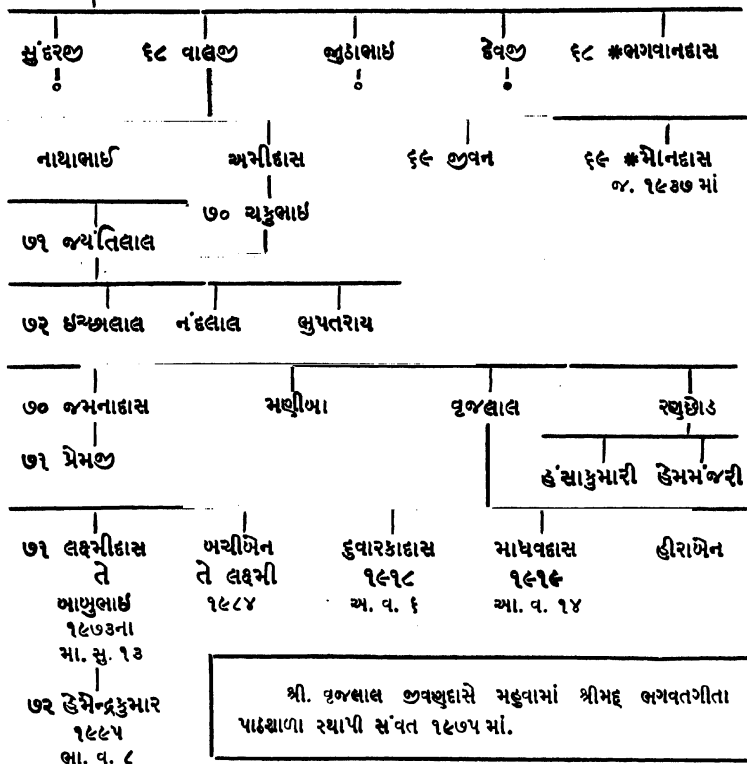 સુંદરજી ૬૮ વાલજી જુઠાભાઈ દેવજી ૬૮ *ભગવાનદાસ
નાથાભાઈ અમીદાસ ૬૯ જીવન ૬૯ *મોનદાસ
જ. ૧૯૩૭ માં
૭૦ ચકુભાઈ
૭૧ જયંતિલાલ
૭૨ ઇચ્છાલાલ નંદલાલ ભુપતરાય
૭૦ જમનાદાસ મણીબા વૃજલાલ રણછોડ
૭૧ પ્રેમજી
હંસાકુમારી હેમમંજરી
૭૧ લક્ષ્મીદાસ બચીબેન દુવારકાદાસ માધવદાસ હીરાબેન
તે તે લક્ષ્મી ૧૯૧૮ ૧૯૧૯
બાબુભાઈ ૧૯૮૪ અ. વ. ૬ આ. વ. ૧૪
૧૯૭૩ના
મા. સુ. ૧૩
૭૨ હેમેન્દ્રકુમાર
૧૯૯૫
ભા. વ. ૮
શ્રી. વૃજલાલ જીવણદાસે મહુવામાં શ્રીમદ્ ભગવતગીતા
પાઠશાળા સ્થાપી સંવત ૧૯૭૫ માં.